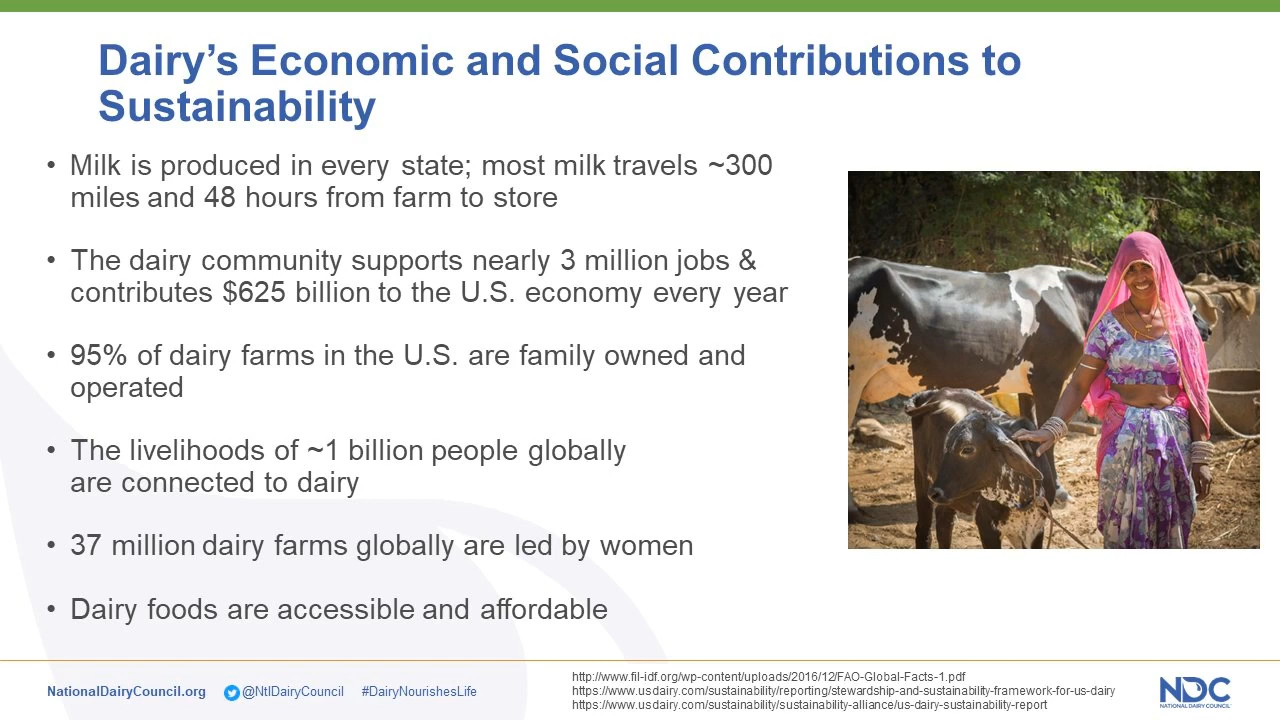 Dairy’s Economic and Social Contributions to
Sustainability
• Milk is produced in every state; most milk travels ~300
miles and 48 hours from farm to store
• The dairy community supports nearly 3 million jobs &
contributes $625 billion to the U.S. economy every year
• 95% of dairy farms in the U.S. are family owned and
operated
• The livelihoods of ~1 billion people globally
are connected to dairy
• 37 million dairy farms globally are led by women
• Dairy foods are accessible and affordable
NationalDairyCouncil.org @NtlDairyCouncil #DairyNourishesLife
http://www.fil-idf.org/wp-content/uploads/2016/12/FAO-Global-Facts-1.pdf
https://www.usdairy.com/sustainability/reporting/stewardship-and-sustainability-framework-for-us-dairy
https://www.usdairy.com/sustainability/sustainability-alliance/us-dairy-sustainability-report
NDC
NATIONAL DAIRY COUNCIL